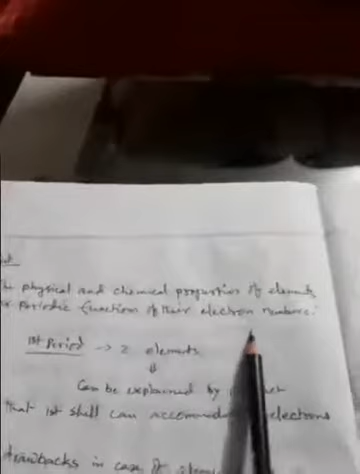 The physical and chemical properties of elements
are Periodic functions of their electron numbers.
1st Period → 2 elements
↓
Can be explained by
that 1st shell can accommodate electrons
drawbacks in case of